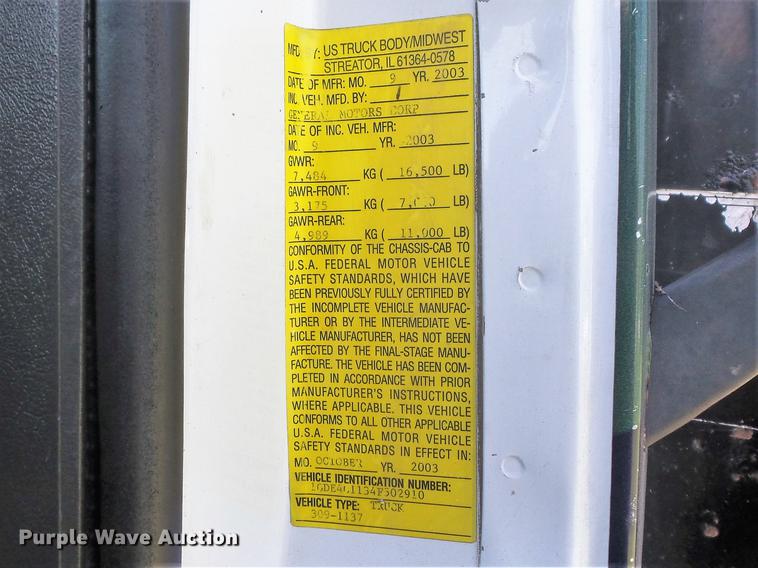 MFD BY: US TRUCK BODY/MIDWEST
STREATOR, IL 61364-0578
DATE OF MFR: MO. 9 YR. 2003
INC. VEH. MFD. BY:
GENERAL MOTORS CORP
DATE OF INC. VEH. MFR:
MO. 9 YR. 2003
GVWR:
7,484 KG ( 16,500 LB)
GAWR-FRONT:
3,175 KG ( LB)
GAWR-REAR:
4,989 KG ( 11,000 LB)
CONFORMITY OF THE CHASSIS-CAB TO
U.S.A. FEDERAL MOTOR VEHICLE
SAFETY STANDARDS, WHICH HAVE
BEEN PREVIOUSLY FULLY CERTIFIED BY
THE INCOMPLETE VEHICLE MANUFAC-
TURER OR BY THE INTERMEDIATE VE-
HICLE MANUFACTURER, HAS NOT BEEN
AFFECTED BY THE FINAL-STAGE MANU-
FACTURE. THE VEHICLE HAS BEEN COM-
PLETED IN ACCORDANCE WITH PRIOR
MANUFACTURER'S INSTRUCTIONS,
WHERE APPLICABLE. THIS VEHICLE
CONFORMS TO ALL OTHER APPLICABLE
U.S.A. FEDERAL MOTOR VEHICLE
SAFETY STANDARDS IN EFFECT IN:
MO. OCTOBER YR. 2003
VEHICLE IDENTIFICATION NUMBER:
VEHICLE TYPE: TRUCK
309-1137
Purple Wave Auction